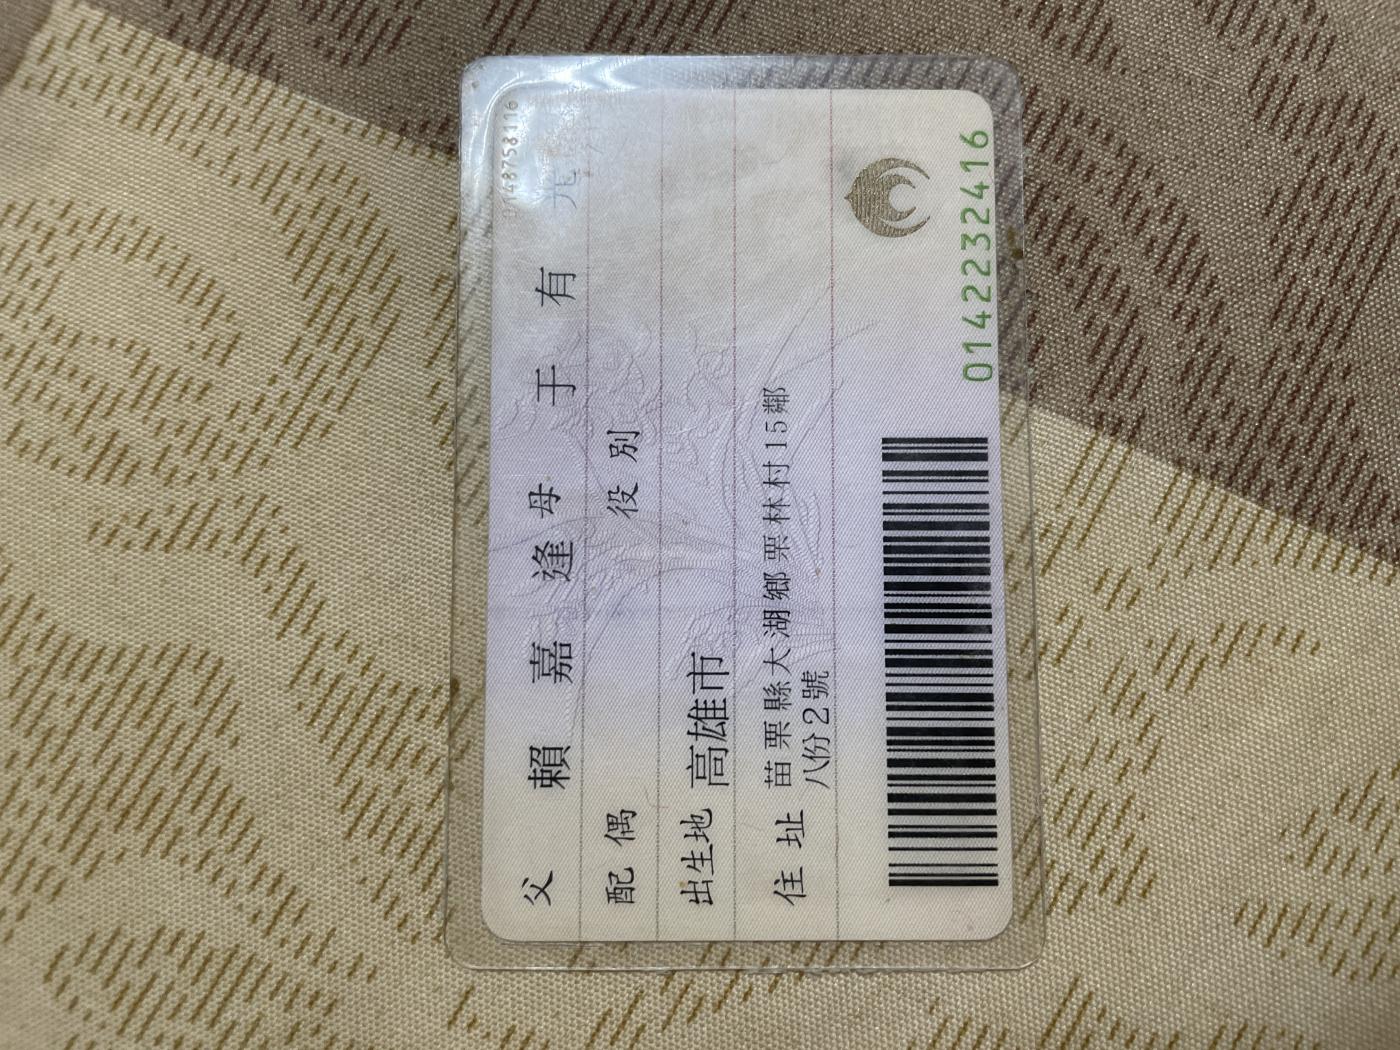 0148758116
父 賴嘉逢 母 于有
配偶 役別
出生地 高雄市
住址 苗栗縣大湖鄉栗林村15鄰
八份2號
0142232416